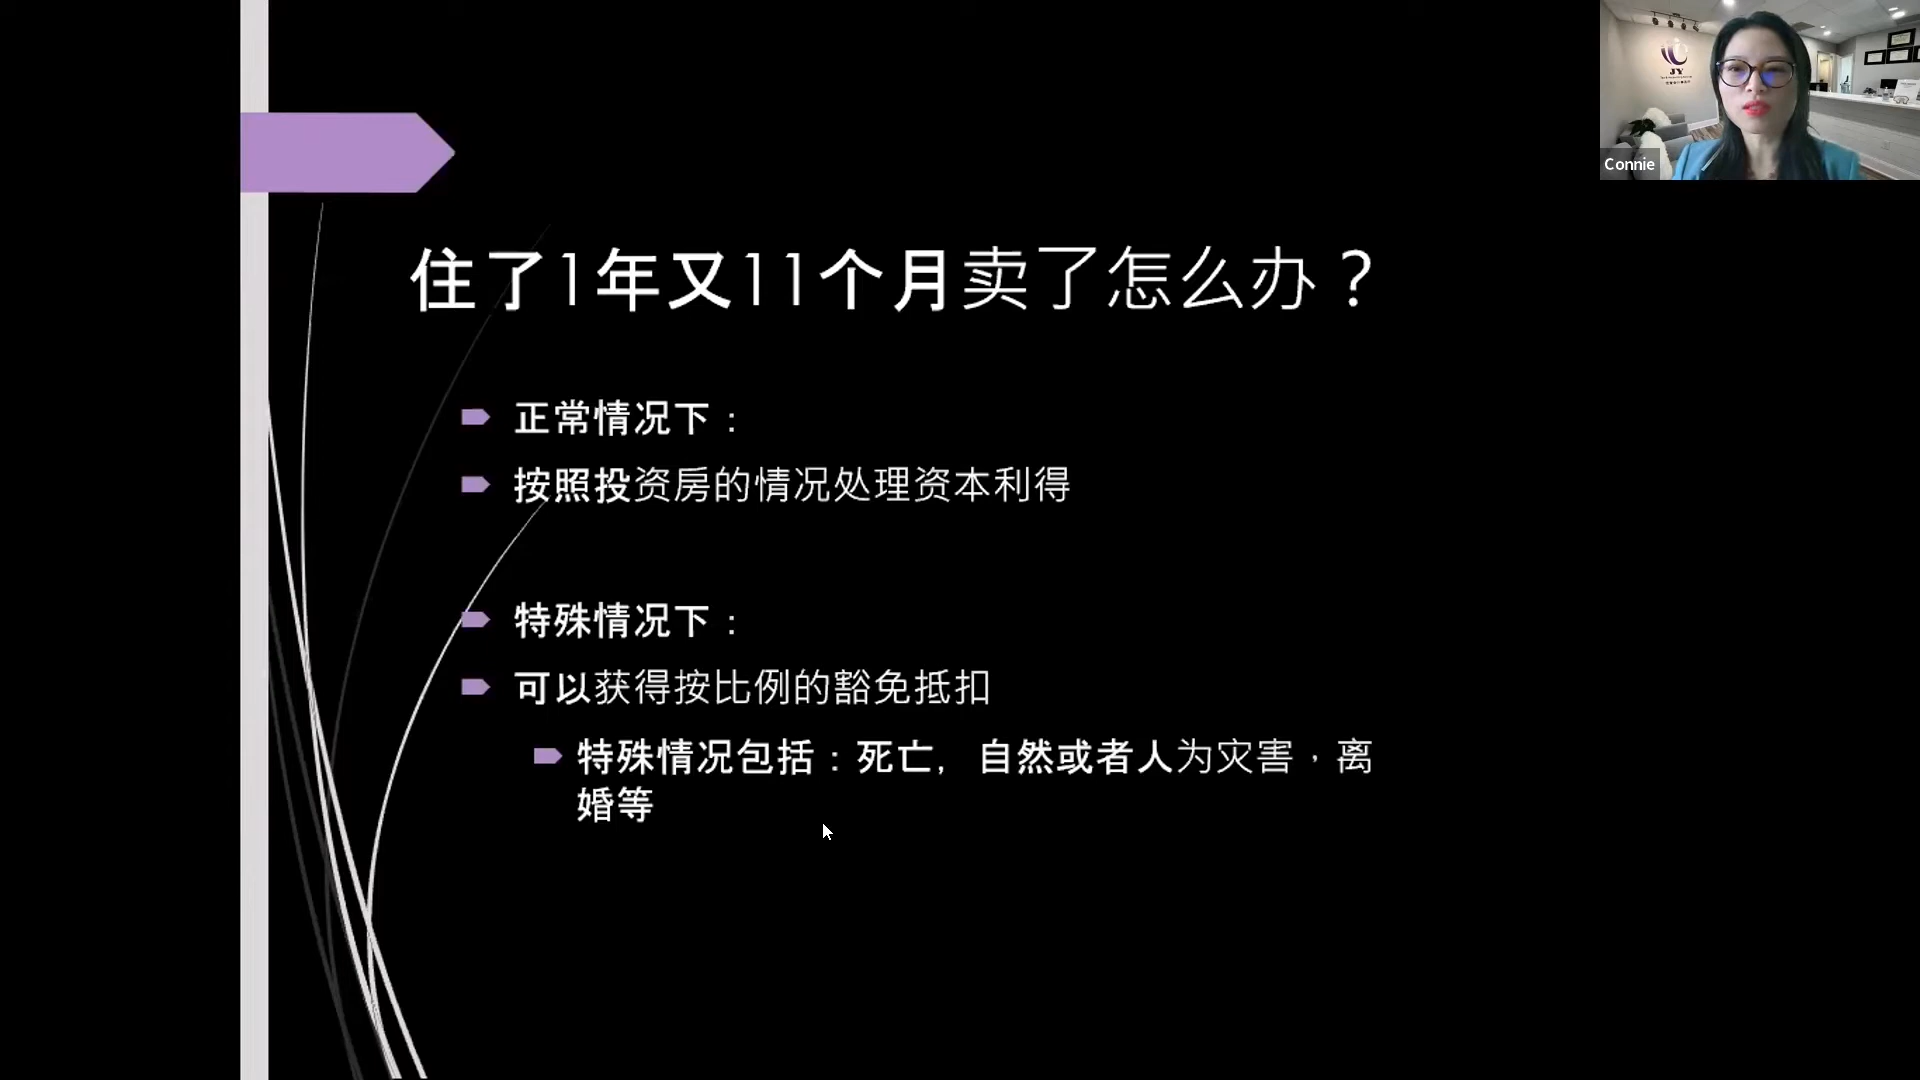 住了1年又11个月卖了怎么办？
正常情况下：
按照投资房的情况处理资本利得
特殊情况下：
可以获得按比例的豁免抵扣
特殊情况包括：死亡，自然或者人为灾害，离
婚等
JY
Connie